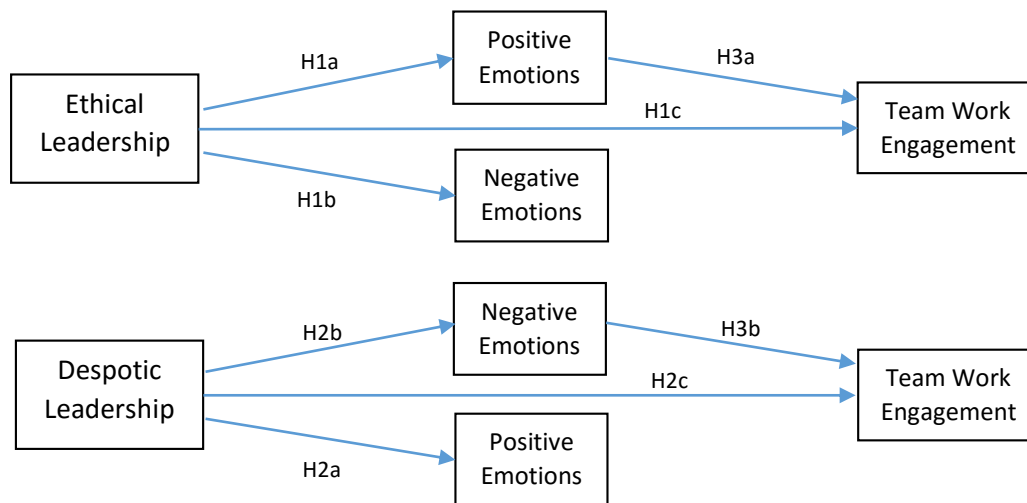 Positive
Emotions
H1a
H3a
Ethical
Leadership
H1c
Team Work
Engagement
H1b
Negative
Emotions
Negative
Emotions
H2b
H3b
Despotic
Leadership
H2c
Team Work
Engagement
H2a
Positive
Emotions